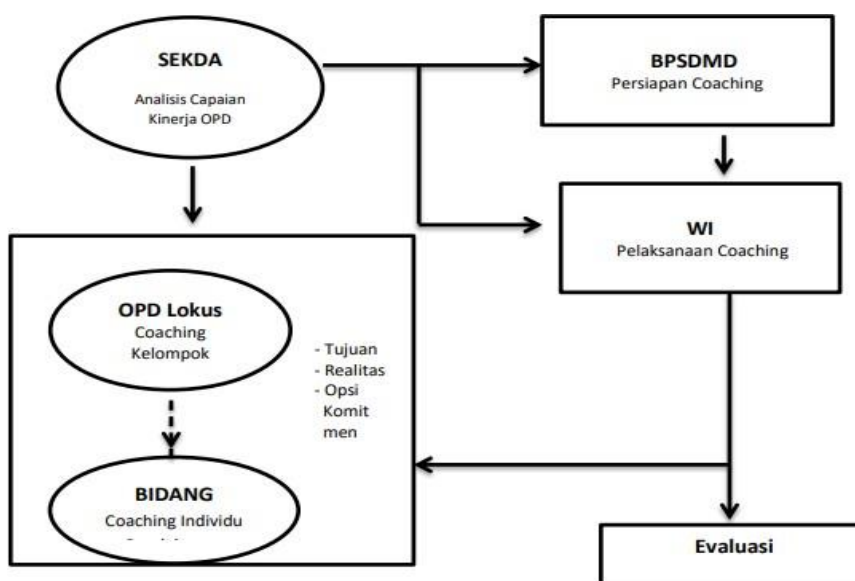 SEKDA
Analisis Capaian
Kinerja OPD
BPSDMD
Persiapan Coaching
WI
Pelaksanaan Coaching
OPD Lokus
Coaching
Kelompok
- Tujuan
- Realitas
- Opsi
Komit
men
BIDANG
Coaching Individu
Evaluasi